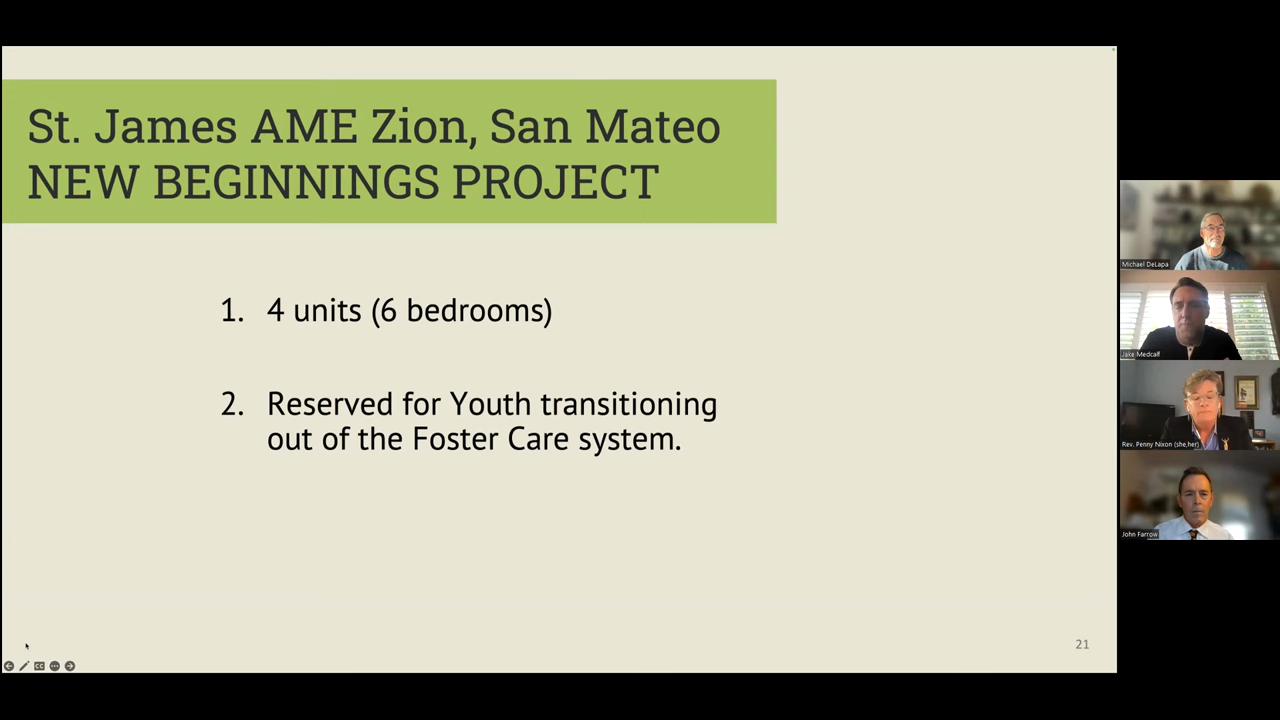 St. James AME Zion, San Mateo
NEW BEGINNINGS PROJECT
1. 4 units (6 bedrooms)
2. Reserved for Youth transitioning
out of the Foster Care system.
21
CC
Michael DeLapa
Jake Medcalf
Rev. Penny Nixon (she,her)
John Farrow